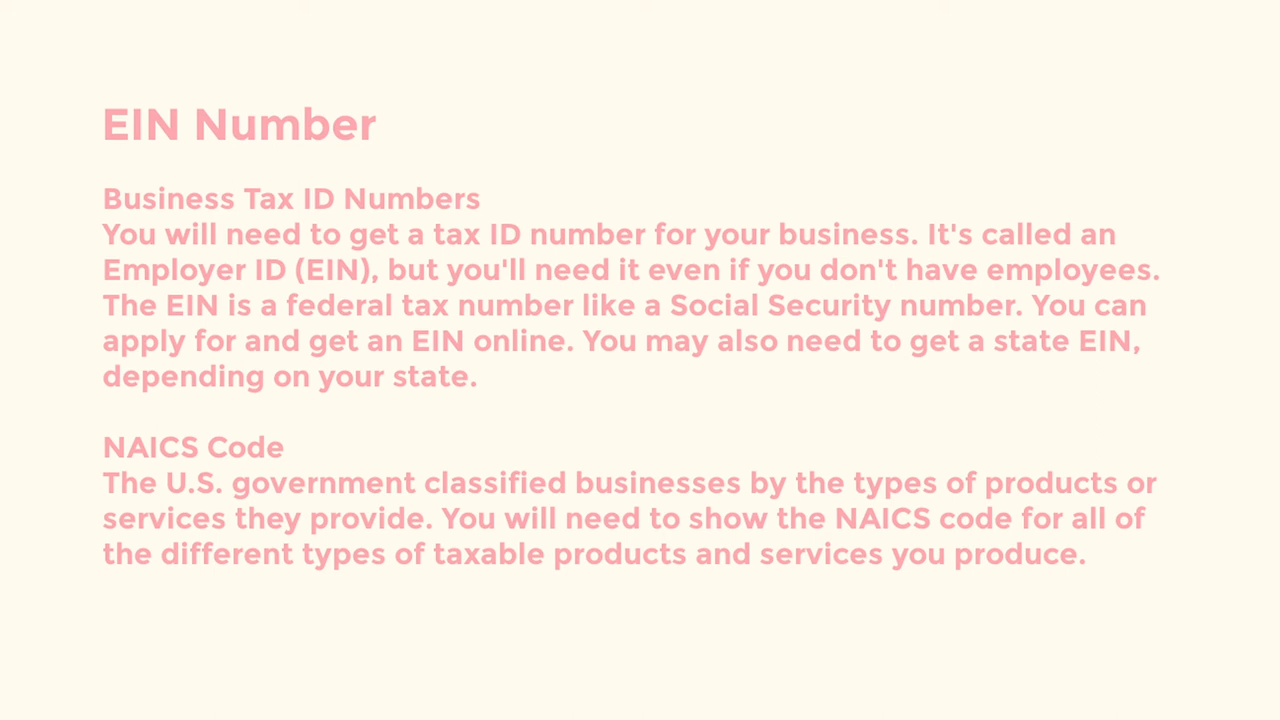 EIN Number
Business Tax ID Numbers
You will need to get a tax ID number for your business. It's called an
Employer ID (EIN), but you'll need it even if you don't have employees.
The EIN is a federal tax number like a Social Security number. You can
apply for and get an EIN online. You may also need to get a state EIN,
depending on your state.
NAICS Code
The U.S. government classified businesses by the types of products or
services they provide. You will need to show the NAICS code for all of
the different types of taxable products and services you produce.